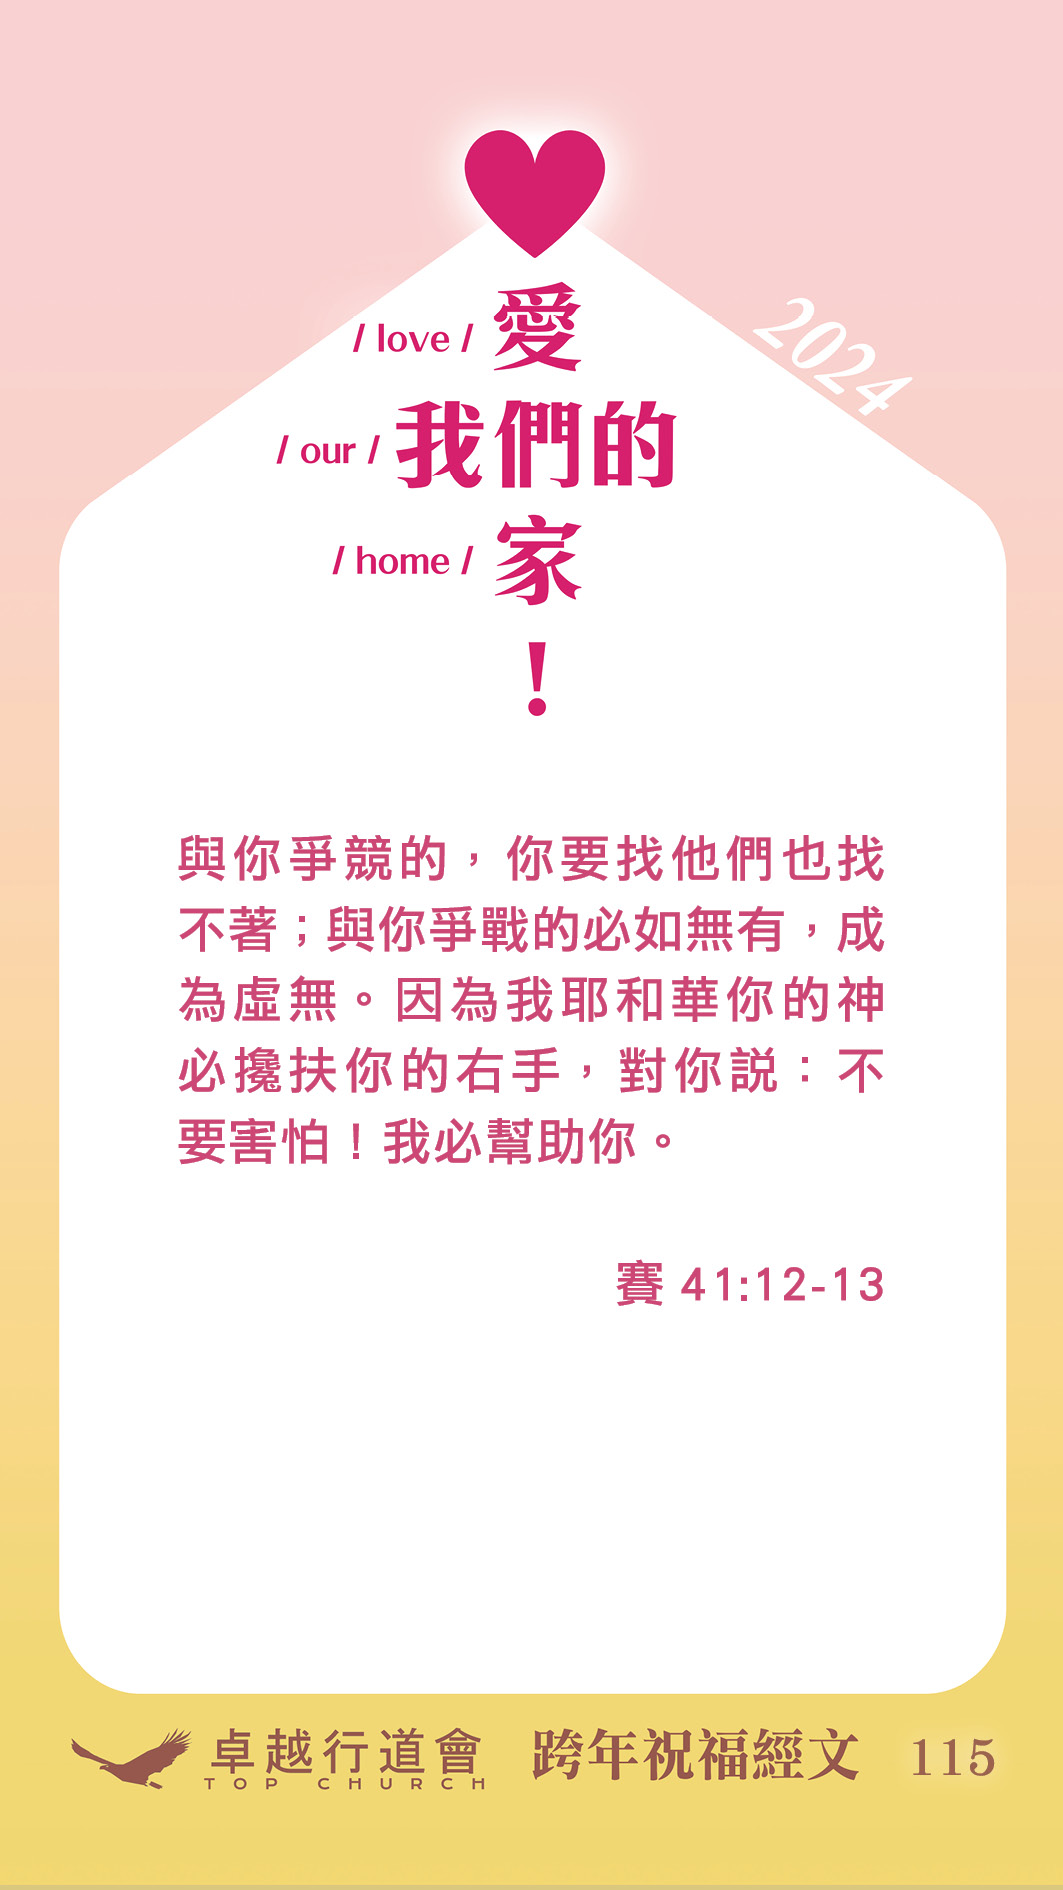 / love / 愛
2024
/ our / 我們的
/ home / 家
!
與你爭競的，你要找他們也找
不著；與你爭戰的必如無有，成
為虛無。因為我耶和華你的神
必攙扶你的右手，對你説：不
要害怕！我必幫助你。
賽 41:12-13
卓越行道會 跨年祝福經文 115
TOP CHURCH